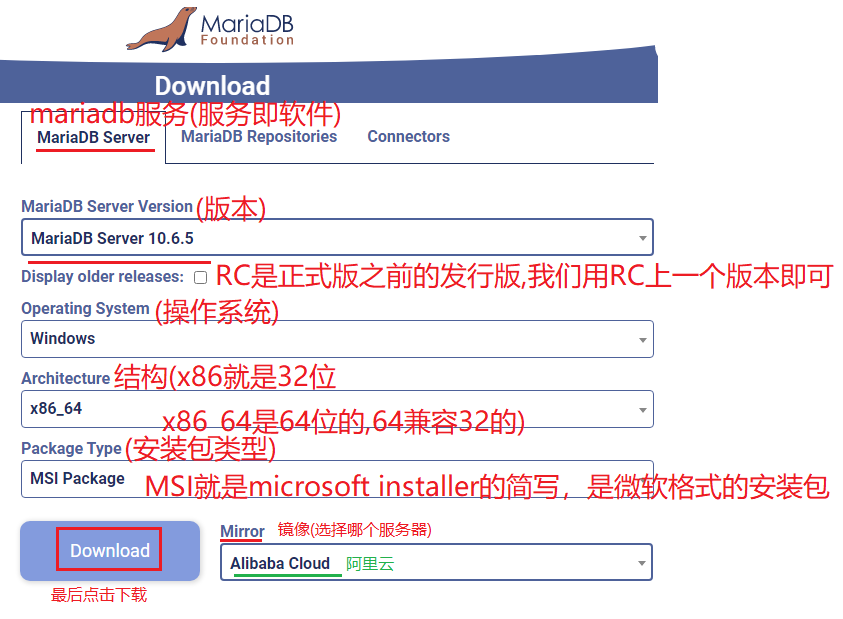 MariaDB
Foundation
Download
mariadb服务(服务即软件)
MariaDB Server MariaDB Repositories Connectors
MariaDB Server Version (版本)
MariaDB Server 10.6.5
Display older releases: RC是正式版之前的发行版,我们用RC上一个版本即可
Operating System (操作系统)
Windows
Architecture 结构(x86就是32位
x86_64 x86_64是64位的,64兼容32的)
Package Type (安装包类型)
MSI Package MSI就是microsoft installer的简写，是微软格式的安装包
Mirror 镜像(选择哪个服务器)
Download Alibaba Cloud 阿里云
最后点击下载